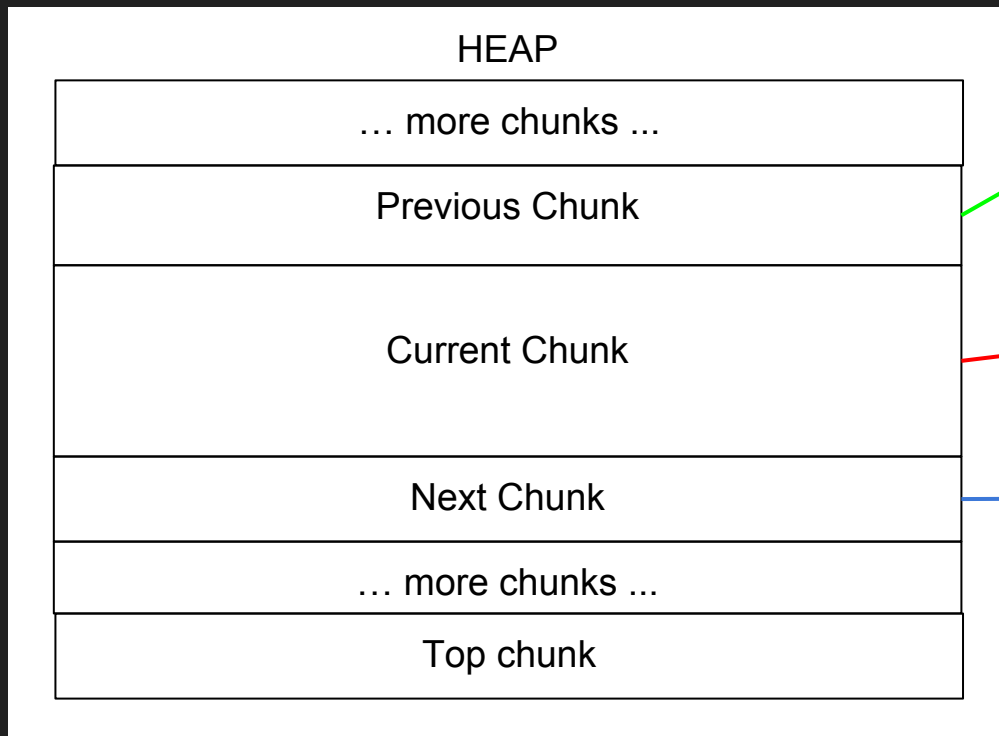 HEAP
… more chunks ...
Previous Chunk
Current Chunk
Next Chunk
… more chunks ...
Top chunk